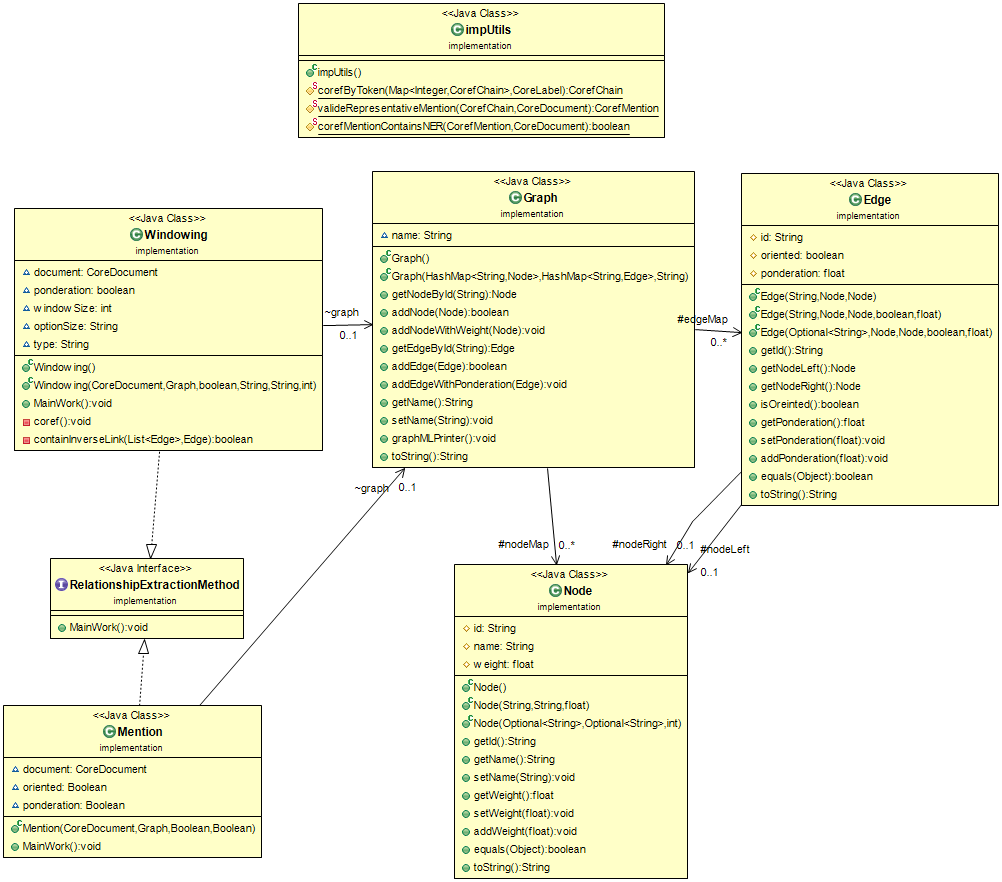 <<Java Class>>
impUtils
implementation
impUtils()
corefByToken(Map<Integer,CorefChain>,CoreLabel):CorefChain
valideRepresentativeMention(CorefChain,CoreDocument):CorefMention
corefMentionContainsNER(CorefMention,CoreDocument):boolean
<<Java Class>>
Windowing
implementation
document: CoreDocument
ponderation: boolean
windowSize: int
optionSize: String
type: String
Windowing()
Windowing(CoreDocument,Graph,boolean,String,String,int)
MainWork():void
coref():void
containInverseLink(List<Edge>,Edge):boolean
~graph
0..1
<<Java Class>>
Graph
implementation
name: String
Graph()
Graph(HashMap<String,Node>,HashMap<String,Edge>,String)
getNodeById(String):Node
addNode(Node):boolean
addNodeWithWeight(Node):void
getEdgeById(String):Edge
addEdge(Edge):boolean
addEdgeWithPonderation(Edge):void
getName():String
setName(String):void
graphMLPrinter():void
toString():String
#edgeMap
0..*
<<Java Class>>
Edge
implementation
id: String
oriented: boolean
ponderation: float
Edge(String,Node,Node)
Edge(String,Node,Node,boolean,float)
Edge(Optional<String>,Node,Node,boolean,float)
getId():String
getNodeLeft():Node
getNodeRight():Node
isOreinted():boolean
getPonderation():float
setPonderation(float):void
addPonderation(float):void
equals(Object):boolean
toString():String
~graph
0..1
#nodeMap
0..*
#nodeRight
0..1
#nodeLeft
0..1
<<Java Interface>>
RelationshipExtractionMethod
implementation
MainWork():void
<<Java Class>>
Node
implementation
id: String
name: String
weight: float
Node()
Node(String,String,float)
Node(Optional<String>,Optional<String>,int)
getId():String
getName():String
setName(String):void
getWeight():float
setWeight(float):void
addWeight(float):void
equals(Object):boolean
toString():String
<<Java Class>>
Mention
implementation
document: CoreDocument
oriented: Boolean
ponderation: Boolean
Mention(CoreDocument,Graph,Boolean,Boolean)
MainWork():void